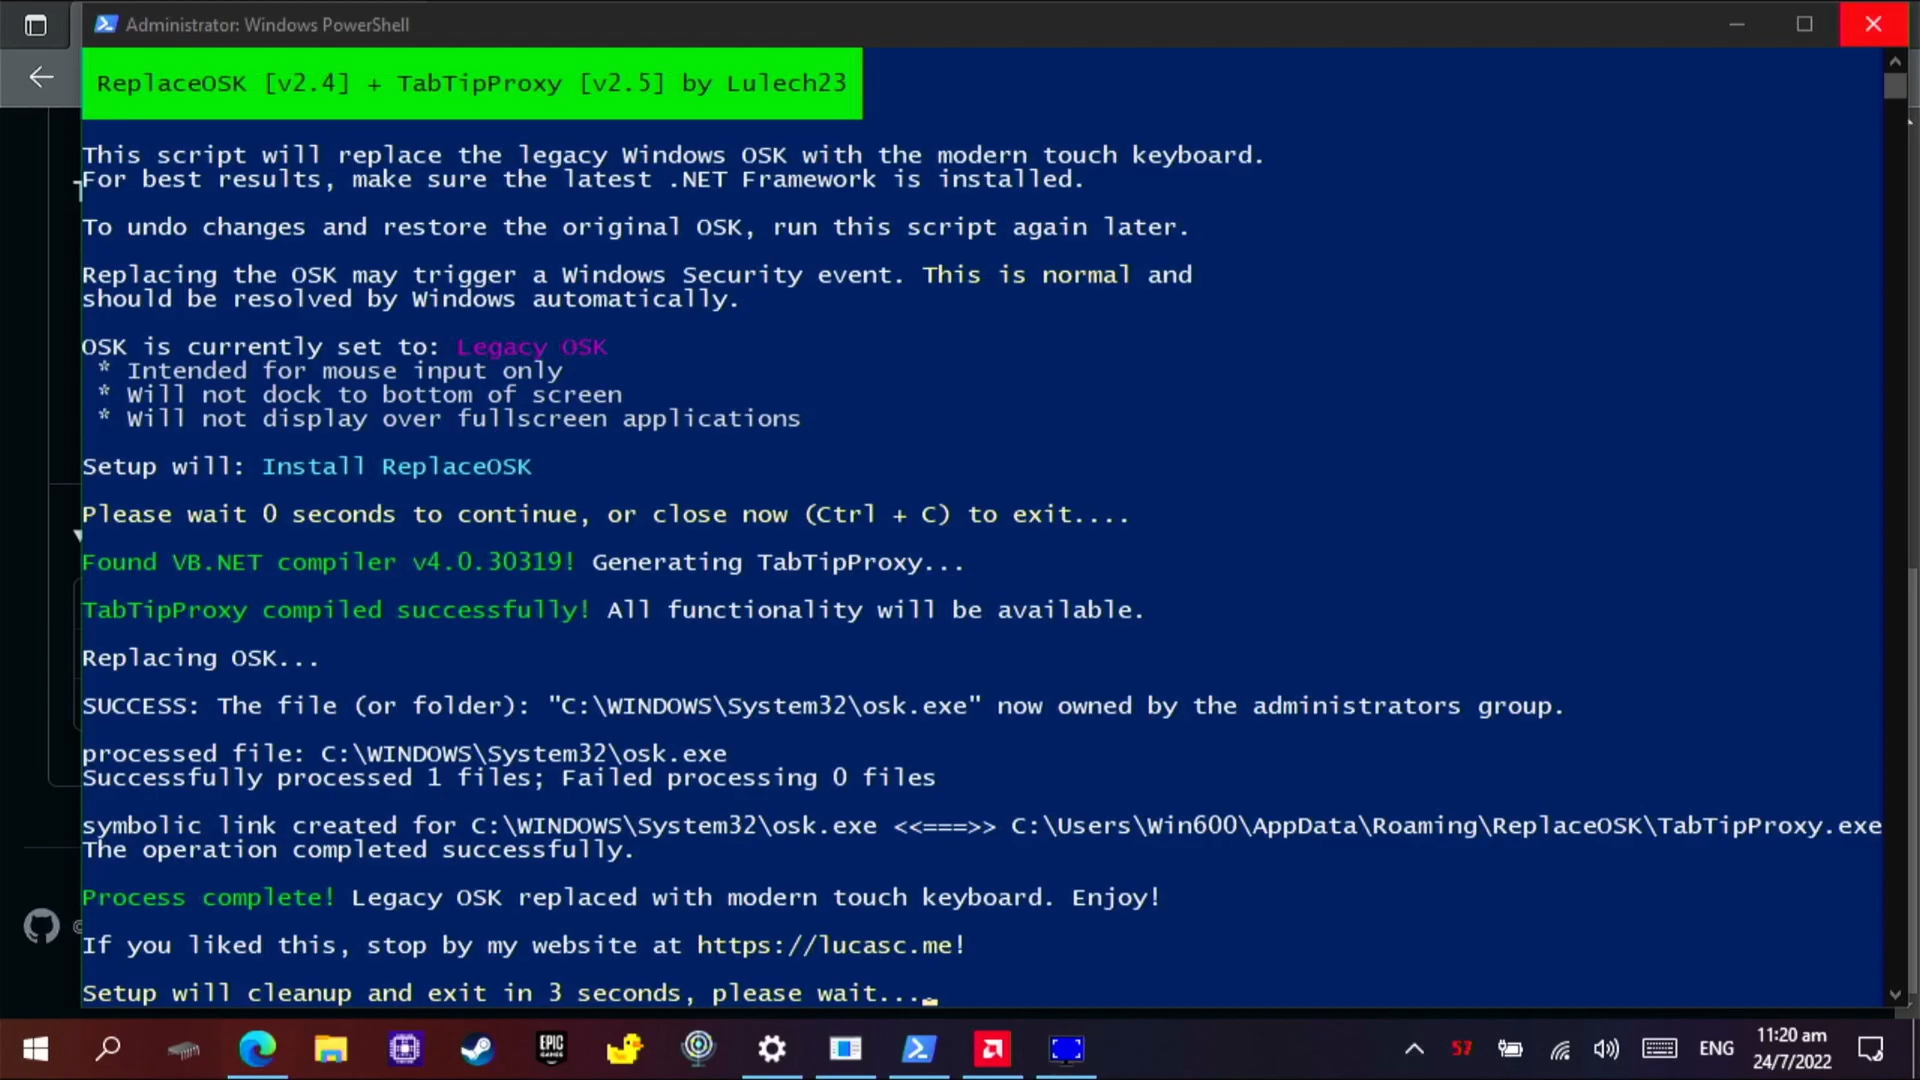 Administrator: Windows PowerShell
ReplaceOSK [v2.4] + TabTipProxy [v2.5] by Lulech23
This script will replace the legacy Windows OSK with the modern touch keyboard.
For best results, make sure the latest .NET Framework is installed.
To undo changes and restore the original OSK, run this script again later.
Replacing the OSK may trigger a Windows Security event. This is normal and
should be resolved by Windows automatically.
OSK is currently set to: Legacy OSK
* Intended for mouse input only
* Will not dock to bottom of screen
* Will not display over fullscreen applications
Setup will: Install ReplaceOSK
Please wait 0 seconds to continue, or close now (Ctrl + C) to exit....
Found VB.NET compiler v4.0.30319! Generating TabTipProxy...
TabTipProxy compiled successfully! All functionality will be available.
Replacing OSK...
SUCCESS: The file (or folder): "C:\WINDOWS\System32\osk.exe" now owned by the administrators group.
processed file: C:\WINDOWS\System32\osk.exe
Successfully processed 1 files; Failed processing 0 files
symbolic link created for C:\WINDOWS\System32\osk.exe <<===>> C:\Users\Win600\AppData\Roaming\ReplaceOSK\TabTipProxy.exe
The operation completed successfully.
Process complete! Legacy OSK replaced with modern touch keyboard. Enjoy!
If you liked this, stop by my website at https://lucasc.me!
Setup will cleanup and exit in 3 seconds, please wait...
EPIC
GAMES
57
ENG
11:20 am
24/7/2022